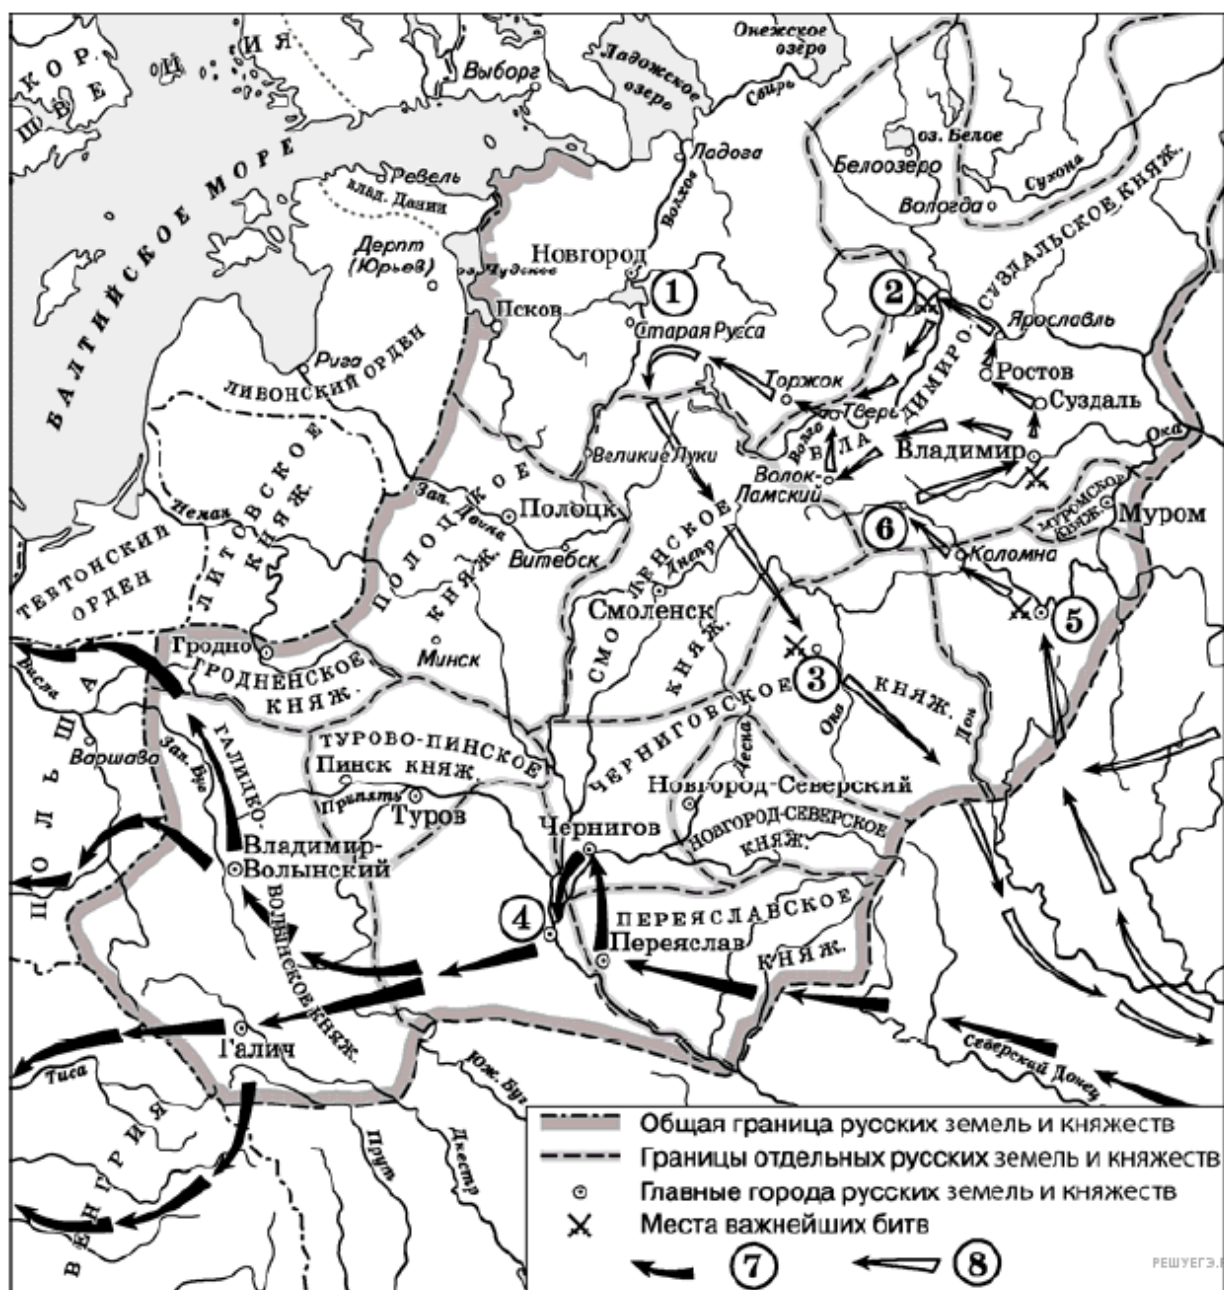 КОР.
ШВЕЦИЯ
БАЛТИЙСКОЕ МОРЕ
Выборг
Ладожское
озеро
Онежское
озеро
Свирь
Ладога
Волхов
оз. Белое
Белоозеро
Вологда
Сухона
Ревель
влад. Дании
Дерпт
(Юрьев)
оз. Чудское
Новгород
1
2
Псков
Старая Русса
Ярославль
Рига
ЛИВОНСКИЙ ОРДЕН
Торжок
Ростов
Тверь
Суздаль
ВЛАДИМИРО-СУЗДАЛЬСКОЕ КНЯЖ.
Волга
Владимир
Ока
Великие Луки
Волок-
Ламский
ЛИТОВСКОЕ
КНЯЖ.
Неман
Зап. Двина
Полоцк
ПОЛОЦКОЕ
КНЯЖ.
Витебск
6
МУРОМСКОЕ
КНЯЖ.
Муром
Коломна
ТЕВТОНСКИЙ
ОРДЕН
СМОЛЕНСКОЕ
КНЯЖ.
Днепр
Смоленск
5
Гродно
ГРОДНЕНСКОЕ
КНЯЖ.
Минск
3
Висла
ПОЛЬША
Варшава
Зап. Буг
ТУРОВО-ПИНСКОЕ
КНЯЖ.
Пинск
Припять
Туров
ЧЕРНИГОВСКОЕ
КНЯЖ.
Ока
Дон
Десна
Новгород-Северский
НОВГОРОД-СЕВЕРСКОЕ
КНЯЖ.
Чернигов
Владимир-
Волынский
ГАЛИЦКО-
ВОЛЫНСКОЕ КНЯЖ.
4
ПЕРЕЯСЛАВСКОЕ
КНЯЖ.
Переяслав
Галич
Тиса
ВЕНГРИЯ
Прут
Днестр
Юж. Буг
Северский Донец
Общая граница русских земель и княжеств
Границы отдельных русских земель и княжеств
Главные города русских земель и княжеств
Места важнейших битв
7
8